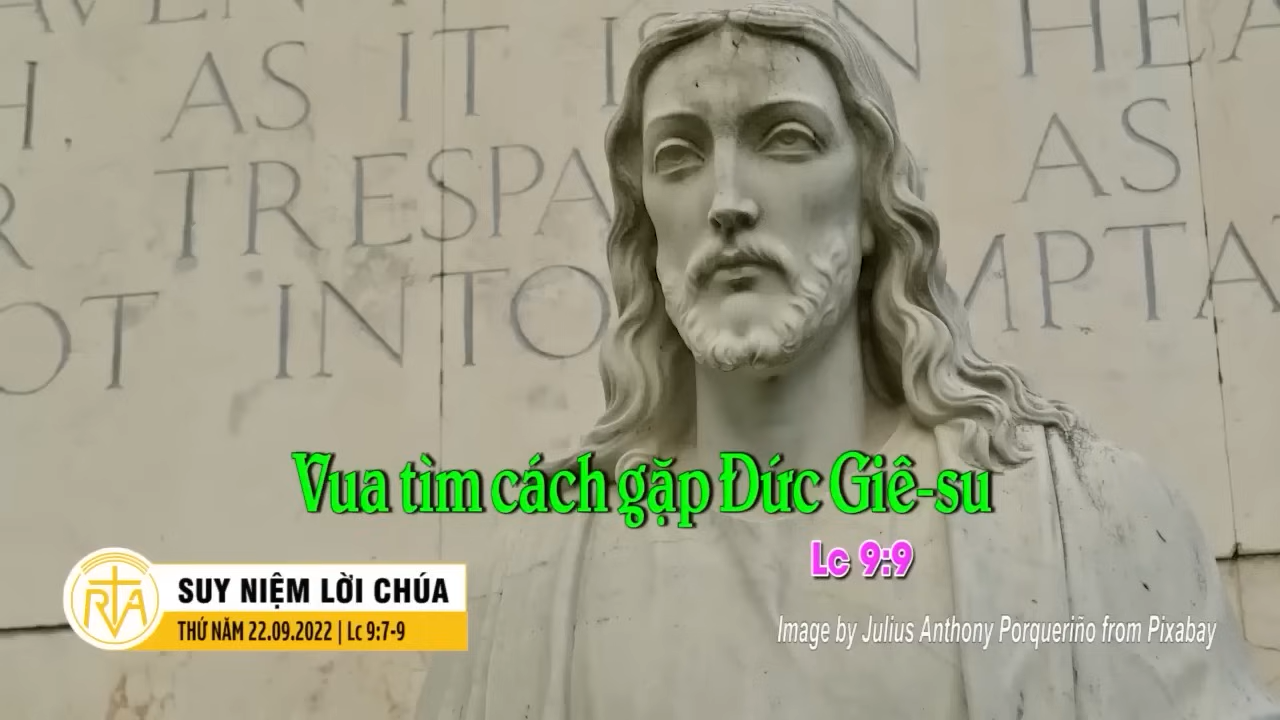 H, AS IT IS IN HEA
TRESPA AS
OT INTO MPTA
Vua tìm cách gặp Đức Giê-su
Lc 9:9
RTA
SUY NIỆM LỜI CHÚA
THỨ NĂM 22.09.2022 | Lc 9:7-9
Image by Julius Anthony Porqueriño from Pixabay